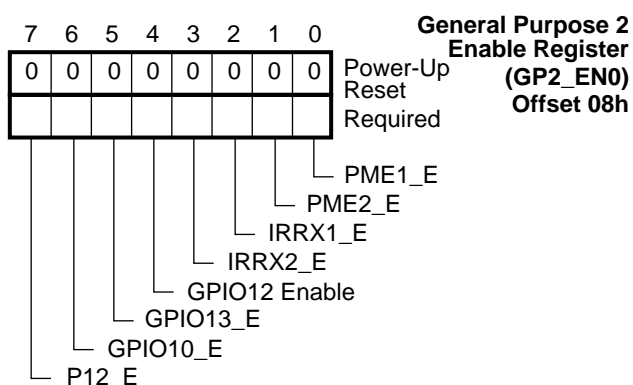 General Purpose 2
Enable Register
(GP2_EN0)
Offset 08h
7 6 5 4 3 2 1 0
0 0 0 0 0 0 0 0 Power-Up
Reset
Required
PME1_E
PME2_E
IRRX1_E
IRRX2_E
GPIO12 Enable
GPIO13_E
GPIO10_E
P12_E